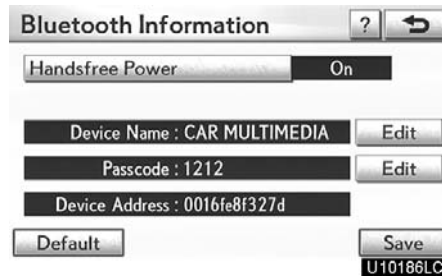 Bluetooth Information ?
Handsfree Power On
Device Name : CAR MULTIMEDIA Edit
Passcode : 1212 Edit
Device Address : 0016fe8f327d
Default Save
U10186LC